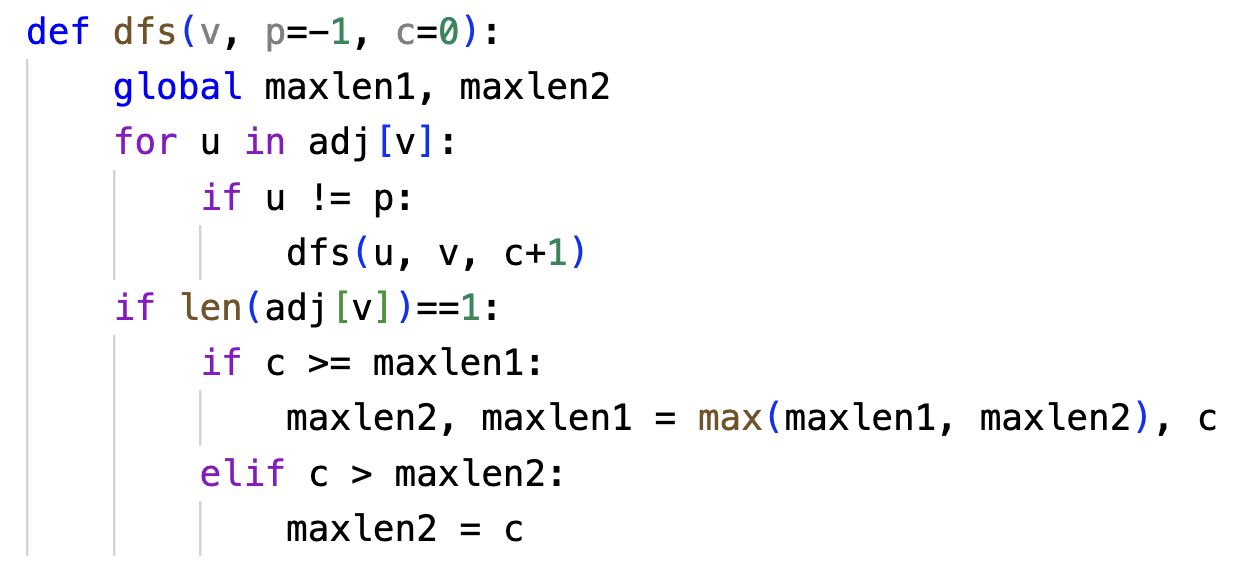 def dfs(v, p=-1, c=0):
    global maxlen1, maxlen2
    for u in adj[v]:
        if u != p:
            dfs(u, v, c+1)
    if len(adj[v])==1:
        if c >= maxlen1:
            maxlen2, maxlen1 = max(maxlen1, maxlen2), c
        elif c > maxlen2:
            maxlen2 = c